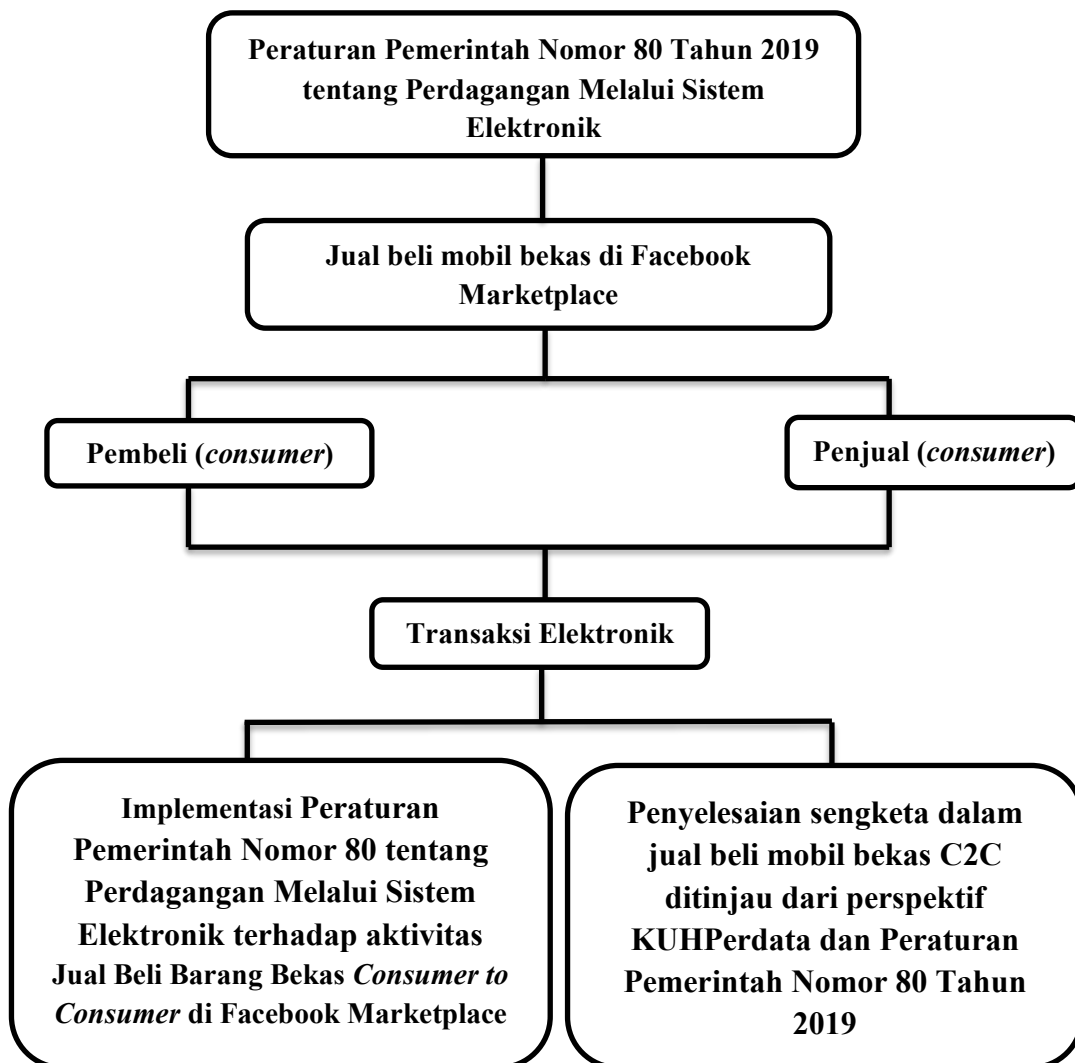 Peraturan Pemerintah Nomor 80 Tahun 2019
tentang Perdagangan Melalui Sistem
Elektronik
Jual beli mobil bekas di Facebook
Marketplace
Pembeli (consumer)
Penjual (consumer)
Transaksi Elektronik
Implementasi Peraturan
Pemerintah Nomor 80 tentang
Perdagangan Melalui Sistem
Elektronik terhadap aktivitas
Jual Beli Barang Bekas Consumer to
Consumer di Facebook Marketplace
Penyelesaian sengketa dalam
jual beli mobil bekas C2C
ditinjau dari perspektif
KUHPerdata dan Peraturan
Pemerintah Nomor 80 Tahun
2019